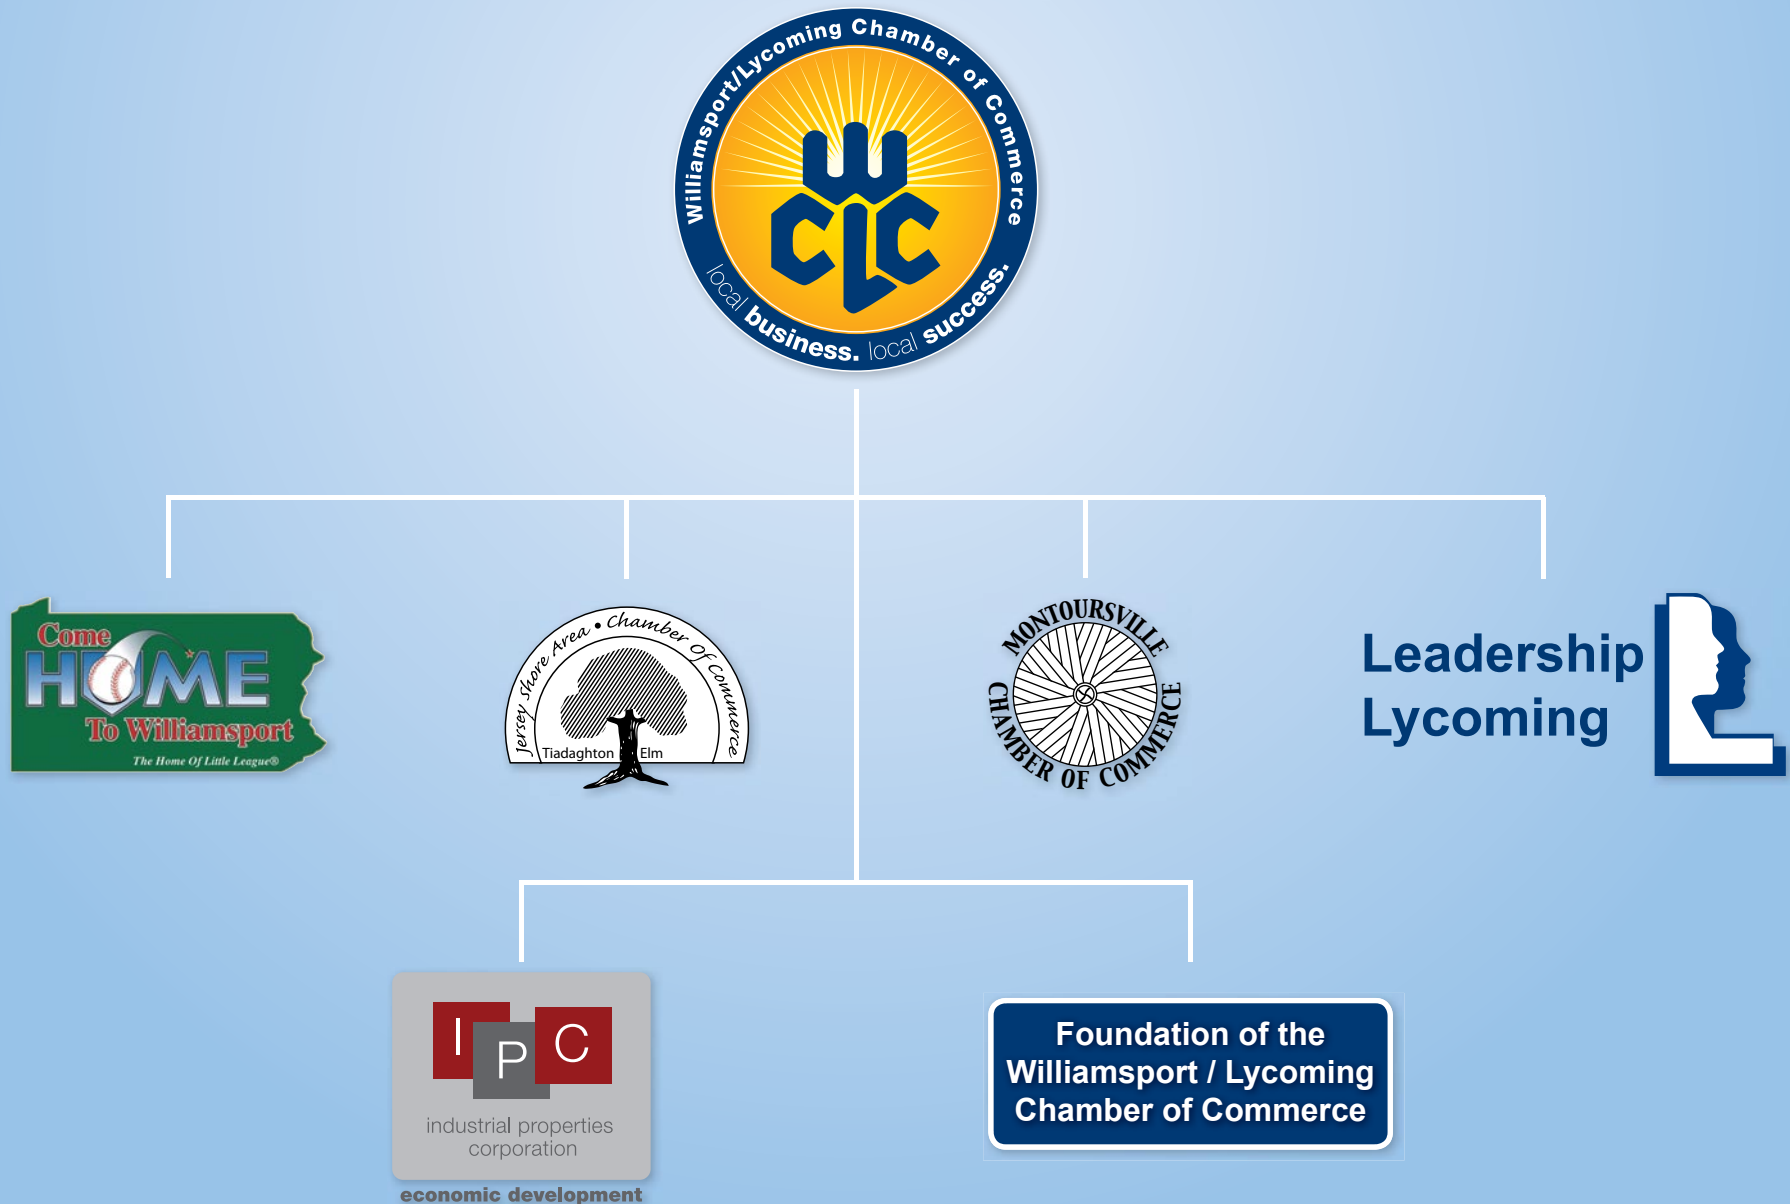 Williamsport/Lycoming Chamber of Commerce
WCLC
local business. local success.
Come
HOME
To Williamsport
The Home Of Little League®
Jersey Shore Area • Chamber Of Commerce
Tiadaghton Elm
MONTOURSVILLE
CHAMBER OF COMMERCE
Leadership
Lycoming
I P C
industrial properties
corporation
economic development
Foundation of the
Williamsport / Lycoming
Chamber of Commerce